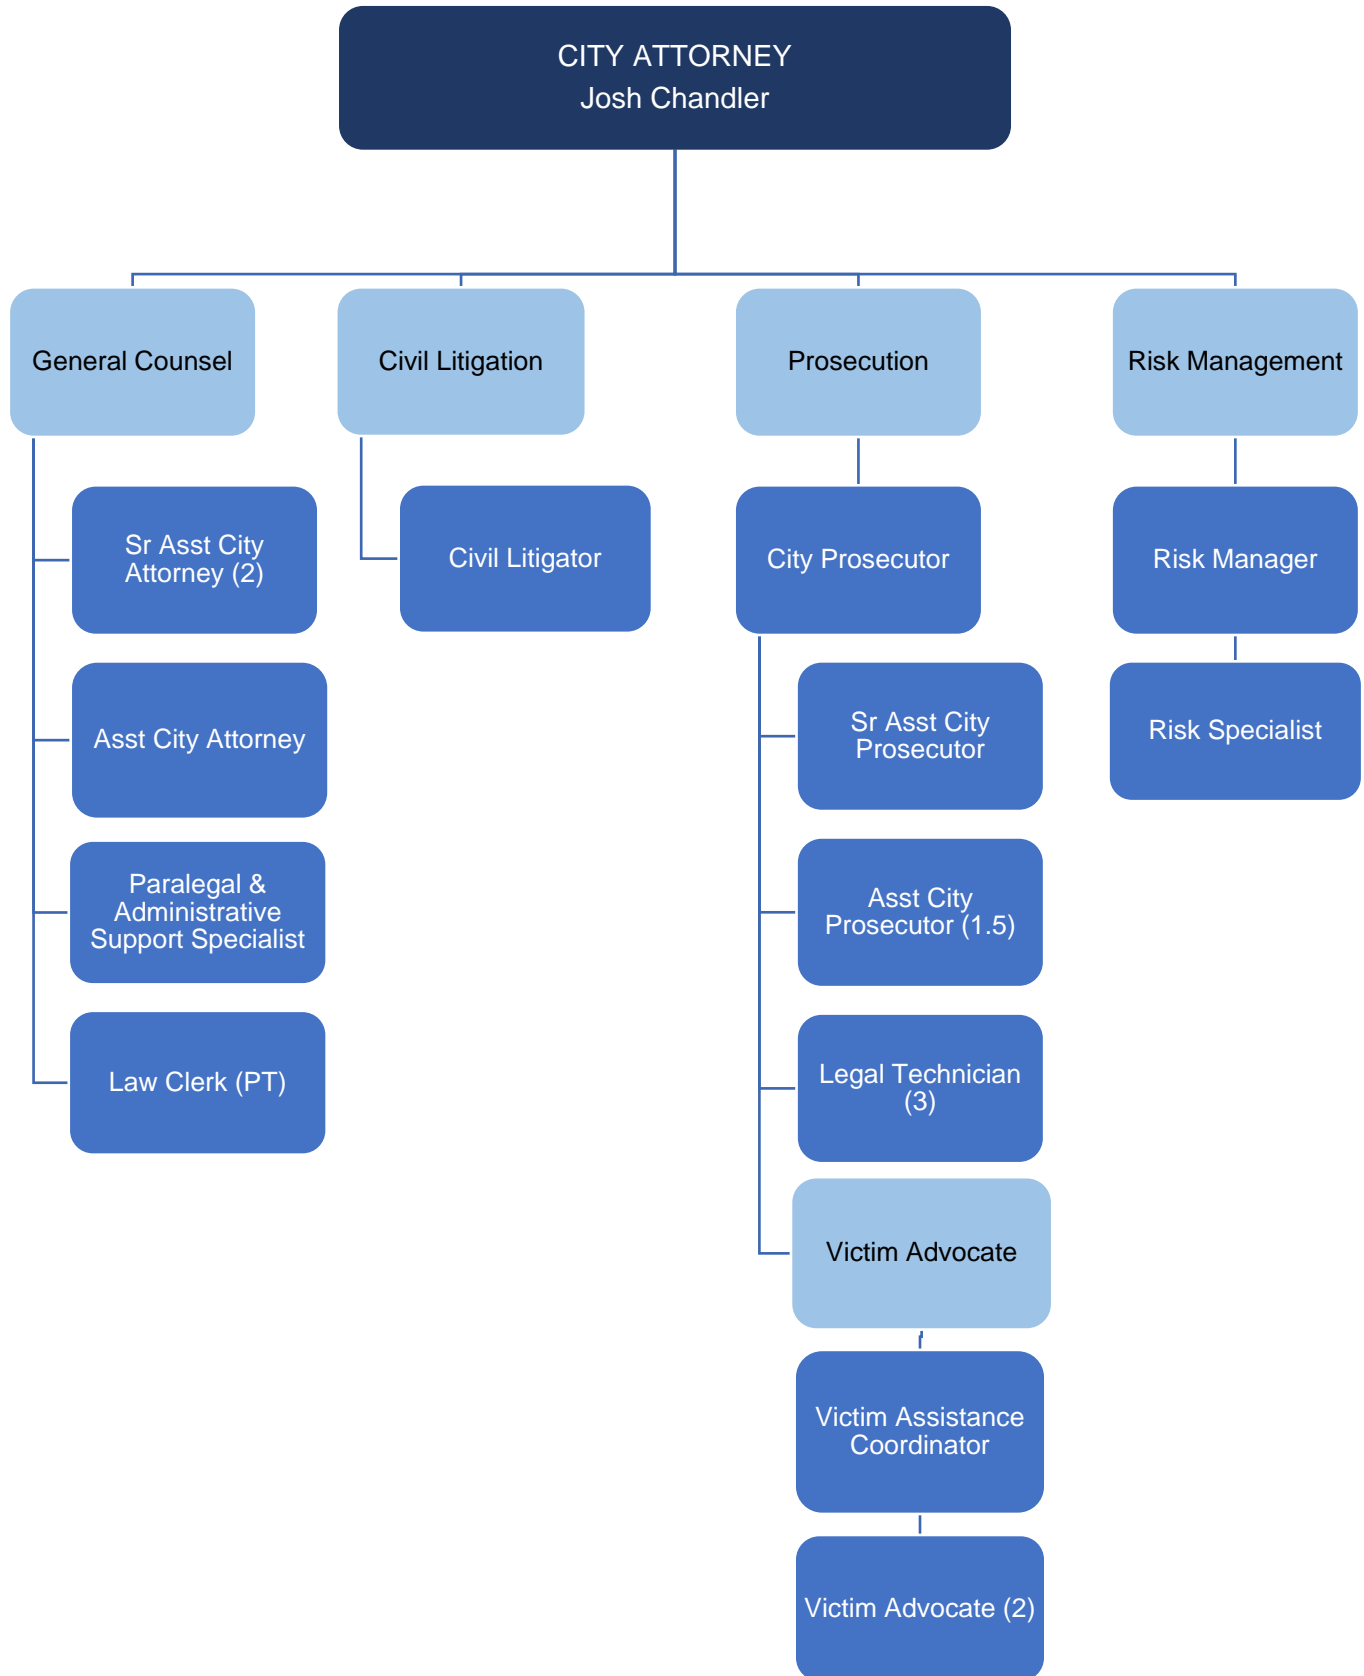 CITY ATTORNEY
Josh Chandler
General Counsel
Civil Litigation
Prosecution
Risk Management
Sr Asst City
Attorney (2)
Civil Litigator
City Prosecutor
Risk Manager
Asst City Attorney
Sr Asst City
Prosecutor
Risk Specialist
Paralegal &
Administrative
Support Specialist
Asst City
Prosecutor (1.5)
Law Clerk (PT)
Legal Technician
(3)
Victim Advocate
Victim Assistance
Coordinator
Victim Advocate (2)